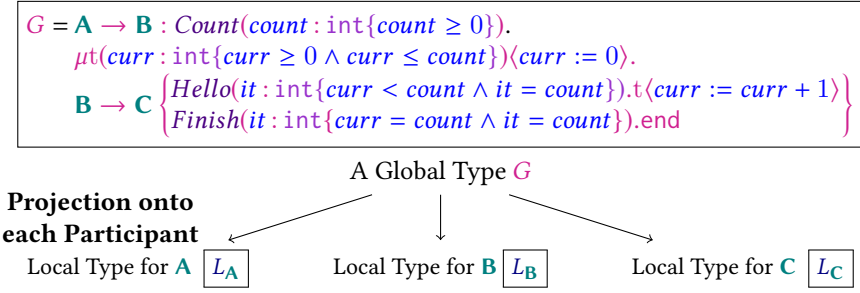 G = A → B : Count(count : int{count ≥ 0}).
μt(curr : int{curr ≥ 0 ∧ curr ≤ count})⟨curr := 0⟩.
B → C { Hello(it : int{curr < count ∧ it = count}).t⟨curr := curr + 1⟩
Finish(it : int{curr = count ∧ it = count}).end }
A Global Type G
Projection onto
each Participant
Local Type for A L_A Local Type for B L_B Local Type for C L_C